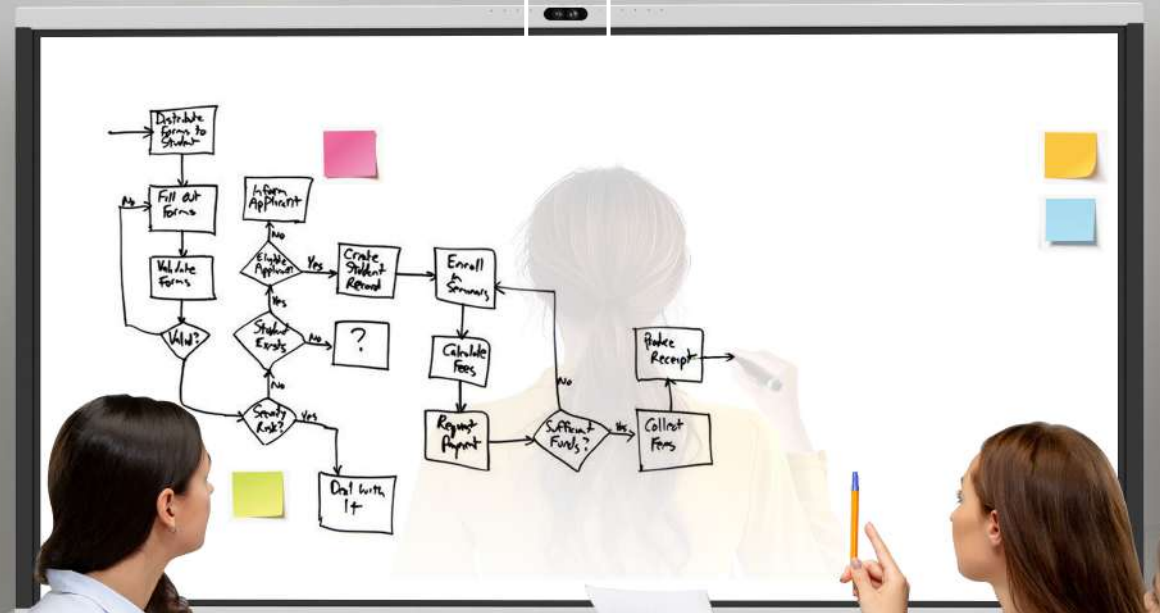 Distribute
Forms to
Student
Fill out
Forms
No
Validate
Forms
Valid?
Security
Risk?
Yes
Deal with
It
No
Student
Exists
No
?
Yes
Eligible
Applicant
No
Inform
Applicant
Yes
Create
Student
Record
Enroll
in
Seminars
Calculate
Fees
Request
Payment
Sufficient
Funds?
No
Yes
Collect
Fees
Produce
Receipt